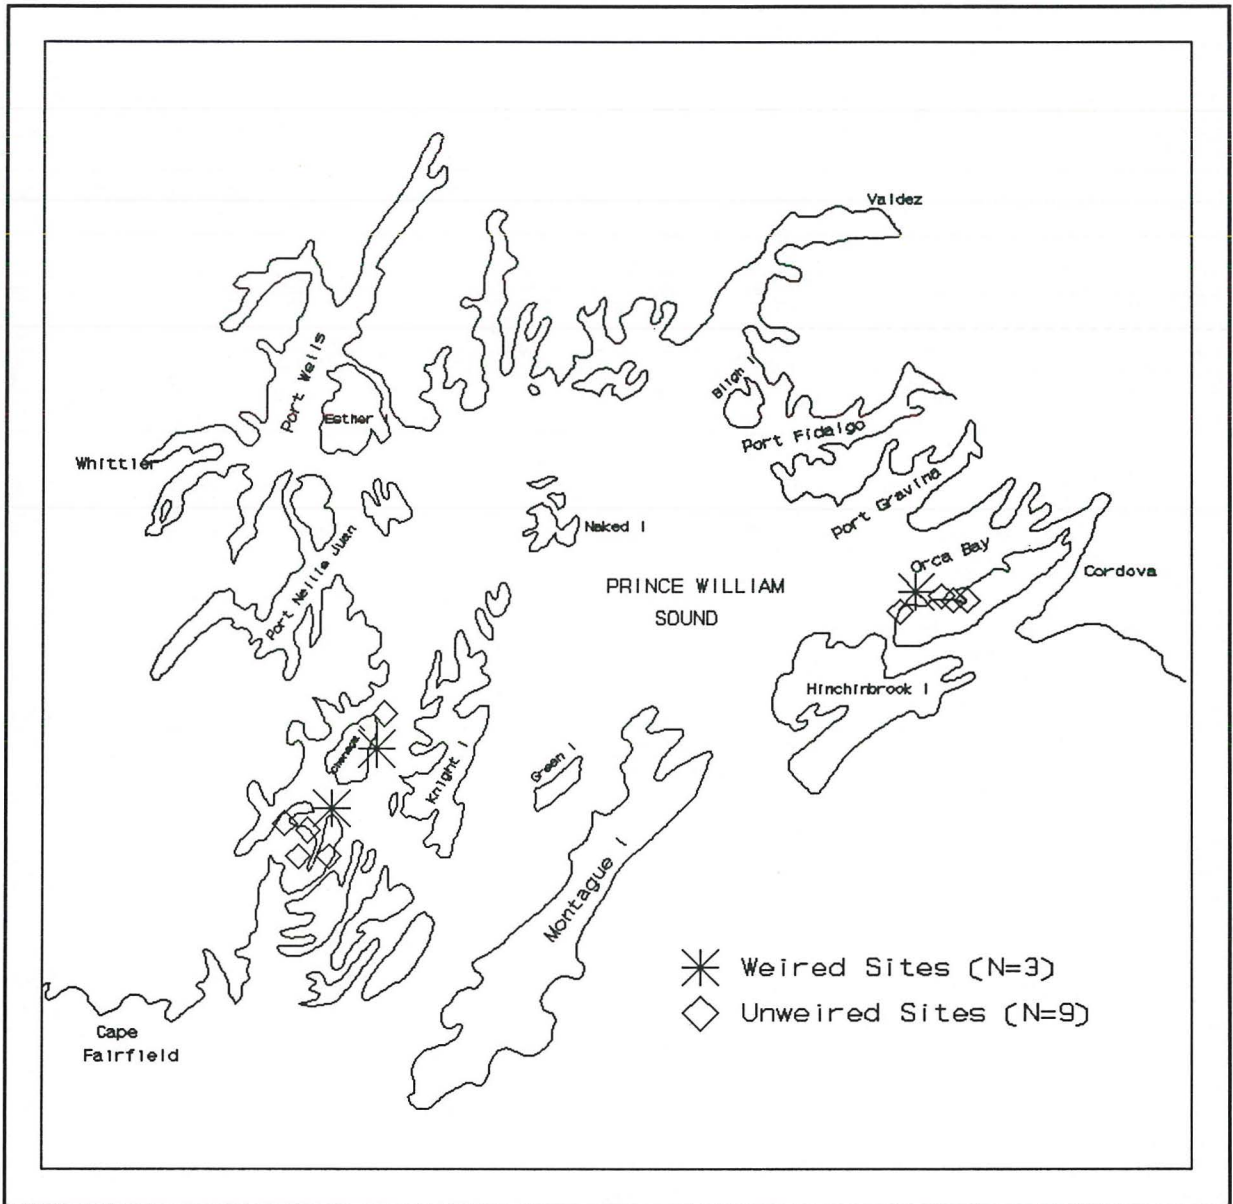 Valdez
Port Wells
Bligh I
Esther I
Port Fidalgo
Whittier
Port Gravina
Naked I
Port Nellie Juan
Orca Bay
Cordova
PRINCE WILLIAM
SOUND
Hinchinbrook I
Chenega I
Knight I
Green I
Montague I
Weired Sites (N=3)
Unweired Sites (N=9)
Cape
Fairfield